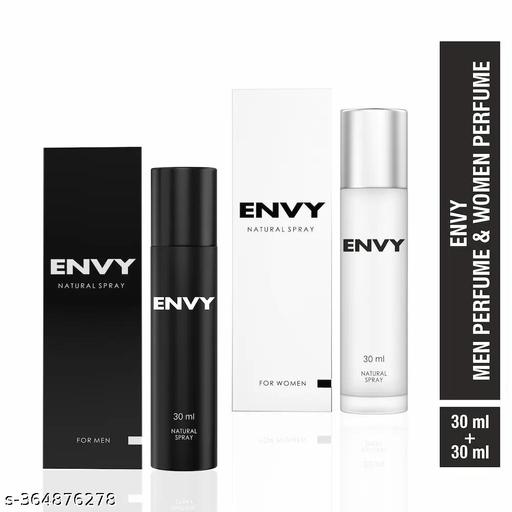 ENVY
NATURAL SPRAY
FOR MEN
ENVY
30 ml
NATURAL
SPRAY
ENVY
NATURAL SPRAY
FOR WOMEN
ENVY
30 ml
NATURAL
SPRAY
ENVY
MEN PERFUME & WOMEN PERFUME
30 ml
+
30 ml
s-364876278